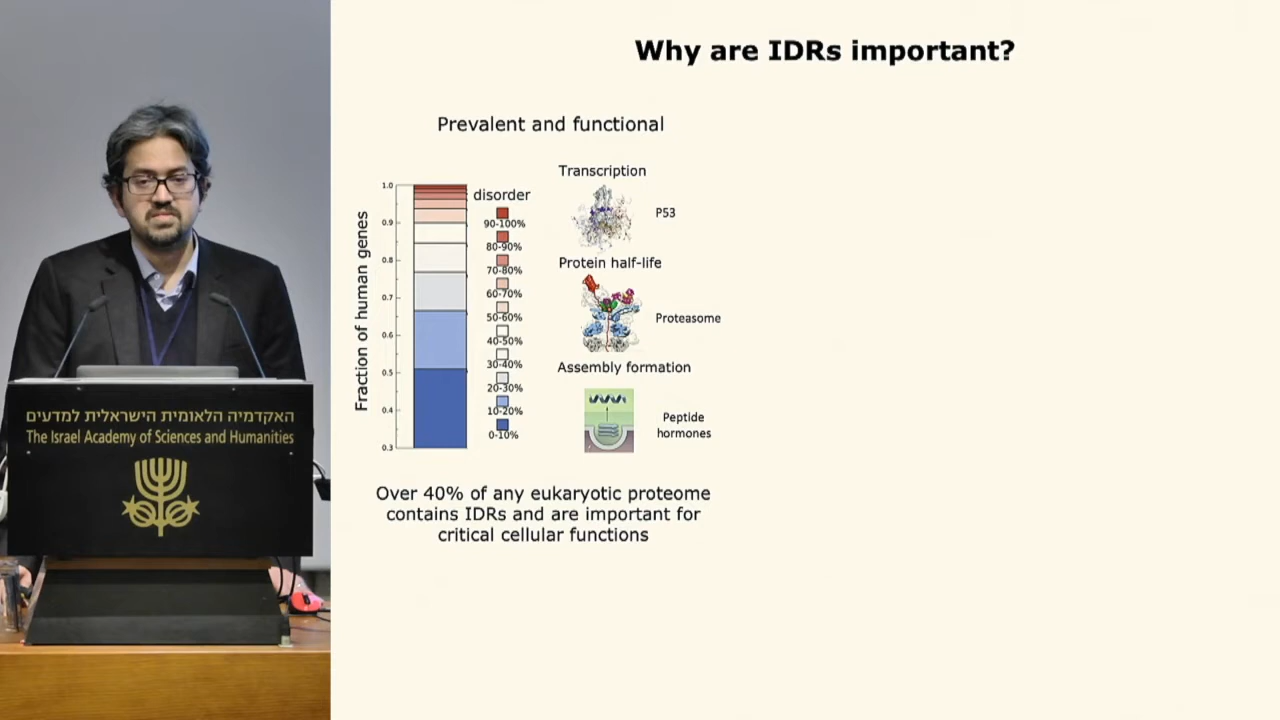 האקדמיה הלאומית הישראלית למדעים
The Israel Academy of Sciences and Humanities
Why are IDRs important?
Prevalent and functional
Fraction of human genes
1.0
0.9
0.8
0.7
0.6
0.5
0.4
0.3
disorder
90-100%
80-90%
70-80%
60-70%
50-60%
40-50%
30-40%
20-30%
10-20%
0-10%
Transcription
P53
Protein half-life
Proteasome
Assembly formation
Peptide
hormones
Over 40% of any eukaryotic proteome
contains IDRs and are important for
critical cellular functions